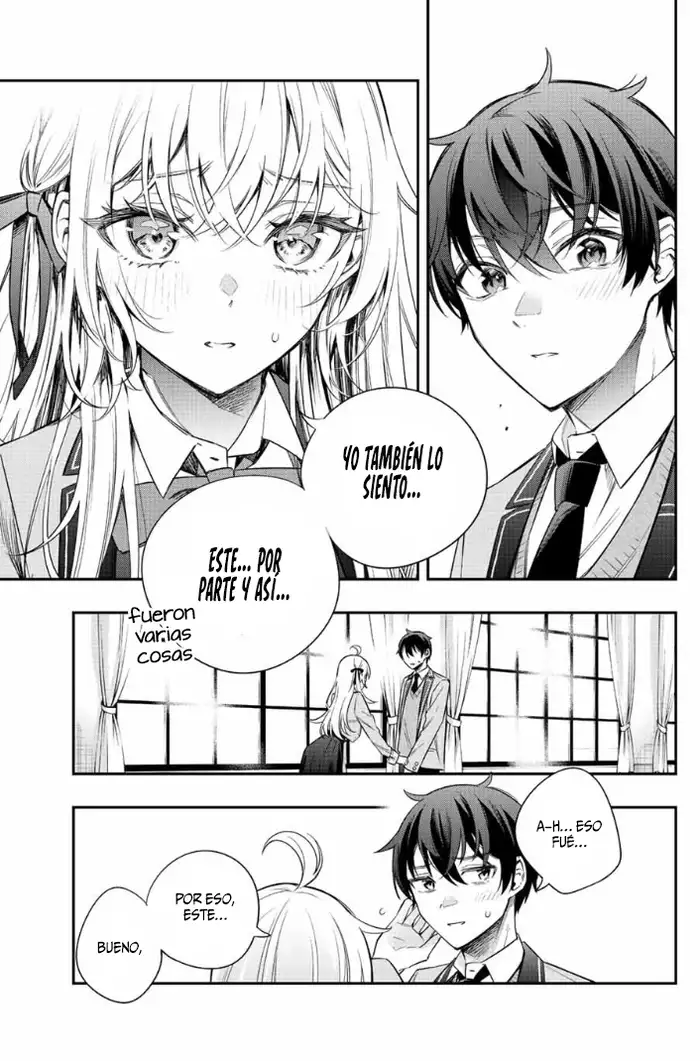 YO TAMBIÉN LO
SIENTO...
ESTE... POR
PARTE Y ASÍ...
fueron
varias
cosas
A-H... ESO
FUÉ...
POR ESO,
ESTE...
BUENO,